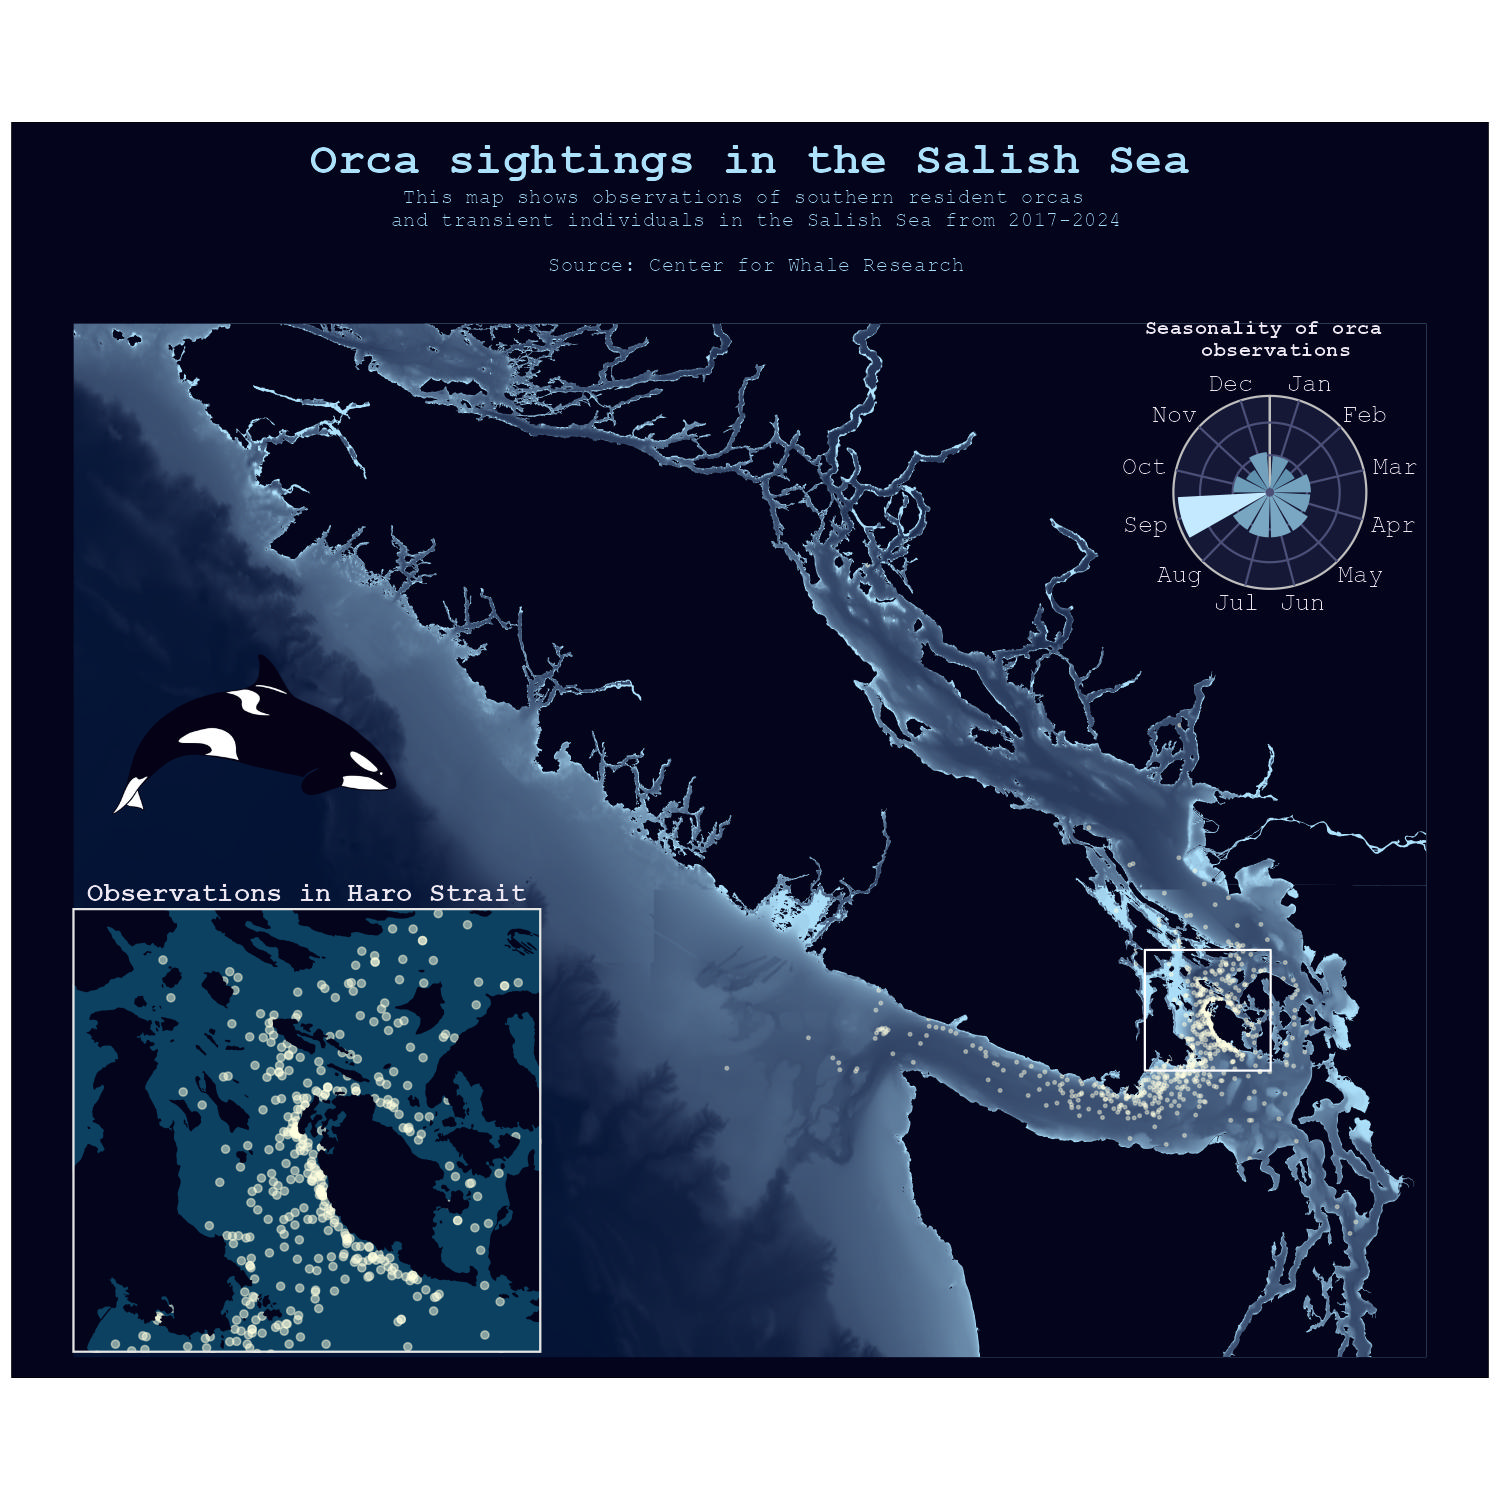 Orca sightings in the Salish Sea
This map shows observations of southern resident orcas
and transient individuals in the Salish Sea from 2017-2024
Source: Center for Whale Research
Seasonality of orca
observations
Dec
Jan
Nov
Feb
Oct
Mar
Sep
Apr
Aug
May
Jul
Jun
Observations in Haro Strait